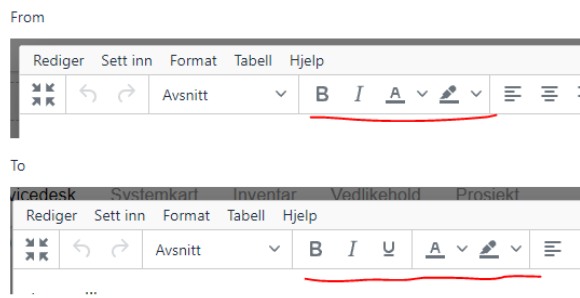 From
Rediger Sett inn Format Tabell Hjelp
Avsnitt B I A
To
vicedesk Systemkart Inventar Vedlikehold Prosjekt
Rediger Sett inn Format Tabell Hjelp
Avsnitt B I U A